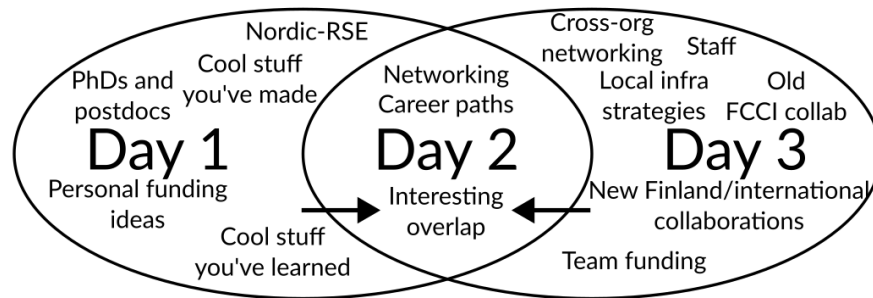 Nordic-RSE
PhDs and
postdocs
Cool stuff
you've made
Day 1
Personal funding
ideas
Cool stuff
you've learned
Networking
Career paths
Day 2
Interesting
overlap
Cross-org
networking
Staff
Local infra
strategies
Old
FCCI collab
Day 3
New Finland/international
collaborations
Team funding